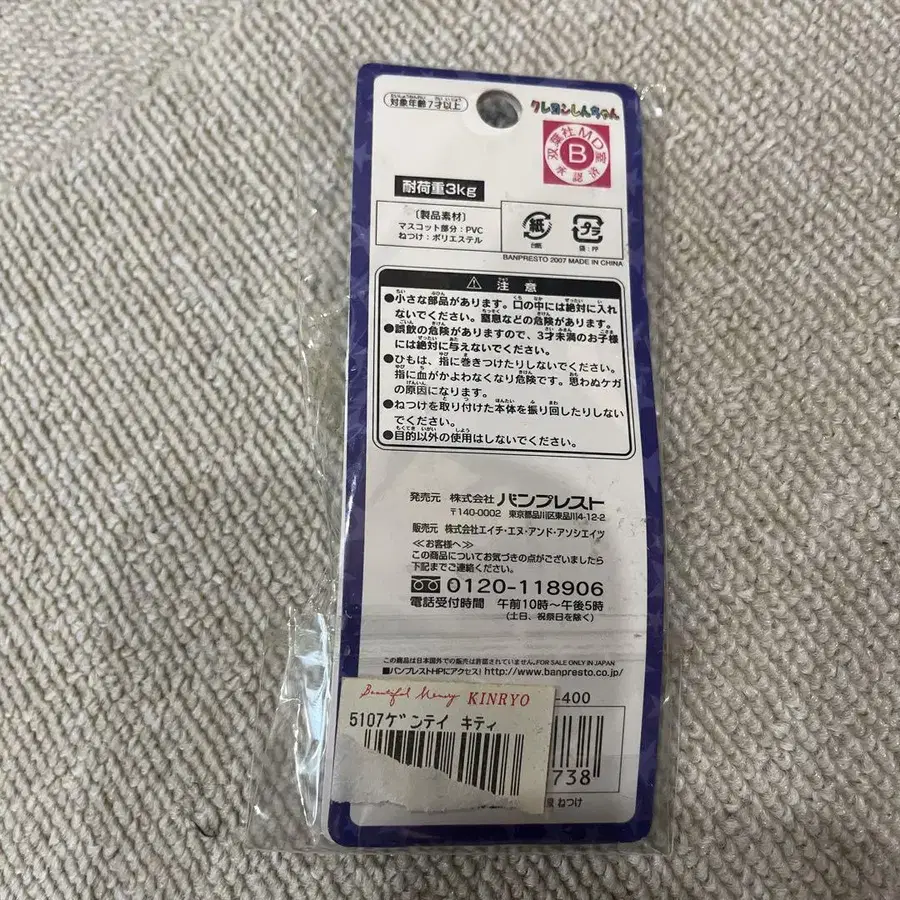 対象年齢7才以上
クレヨンしんちゃん
双葉社MD室
B
承認済
耐荷重3kg
〔製品素材〕
マスコット部分：PVC
ねつけ：ポリエステル
紙
台紙
プラ
袋：PP
BANPRESTO 2007 MADE IN CHINA
⚠ 注意
●小さな部品があります。口の中には絶対に入れ
ないでください。窒息などの危険があります。
●誤飲の危険がありますので、3才未満のお子様
には絶対に与えないでください。
●ひもは、指に巻きつけたりしないでください。
指に血がかよわなくなり危険です。思わぬケガ
の原因になります。
●ねつけを取り付けた本体を振り回したりしない
でください。
●目的以外の使用はしないでください。
発売元 株式会社 バンプレスト
〒140-0002 東京都品川区東品川4-12-2
販売元 株式会社エイチ・エヌ・アンド・アソシエイツ
≪お客様へ≫
この商品についてお気づきの点がございましたら
下記までご連絡ください。
0120-118906
電話受付時間 午前10時〜午後5時
(土日、祝祭日を除く)
この商品は日本国外での販売は許諾されていません。FOR SALE ONLY IN JAPAN
■バンプレストHPにアクセス! http://www.banpresto.co.jp/
-400
Beautiful KINRYO
5107ゲンテイ キティ
738
ねつけ